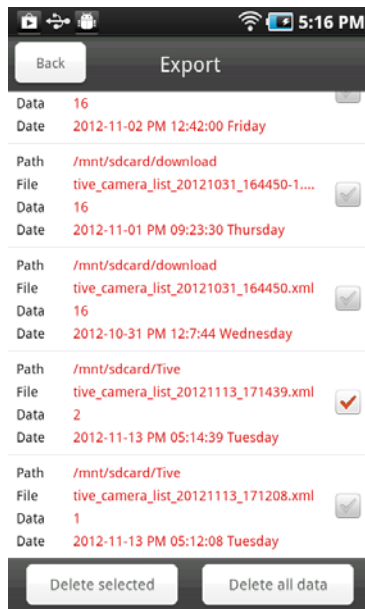 5:16 PM
Back
Export
Data 16
Date 2012-11-02 PM 12:42:00 Friday
Path /mnt/sdcard/download
File tive_camera_list_20121031_164450-1....
Data 16
Date 2012-11-01 PM 09:23:30 Thursday
Path /mnt/sdcard/download
File tive_camera_list_20121031_164450.xml
Data 16
Date 2012-10-31 PM 12:7:44 Wednesday
Path /mnt/sdcard/Tive
File tive_camera_list_20121113_171439.xml
Data 2
Date 2012-11-13 PM 05:14:39 Tuesday
Path /mnt/sdcard/Tive
File tive_camera_list_20121113_171208.xml
Data 1
Date 2012-11-13 PM 05:12:08 Tuesday
Delete selected
Delete all data